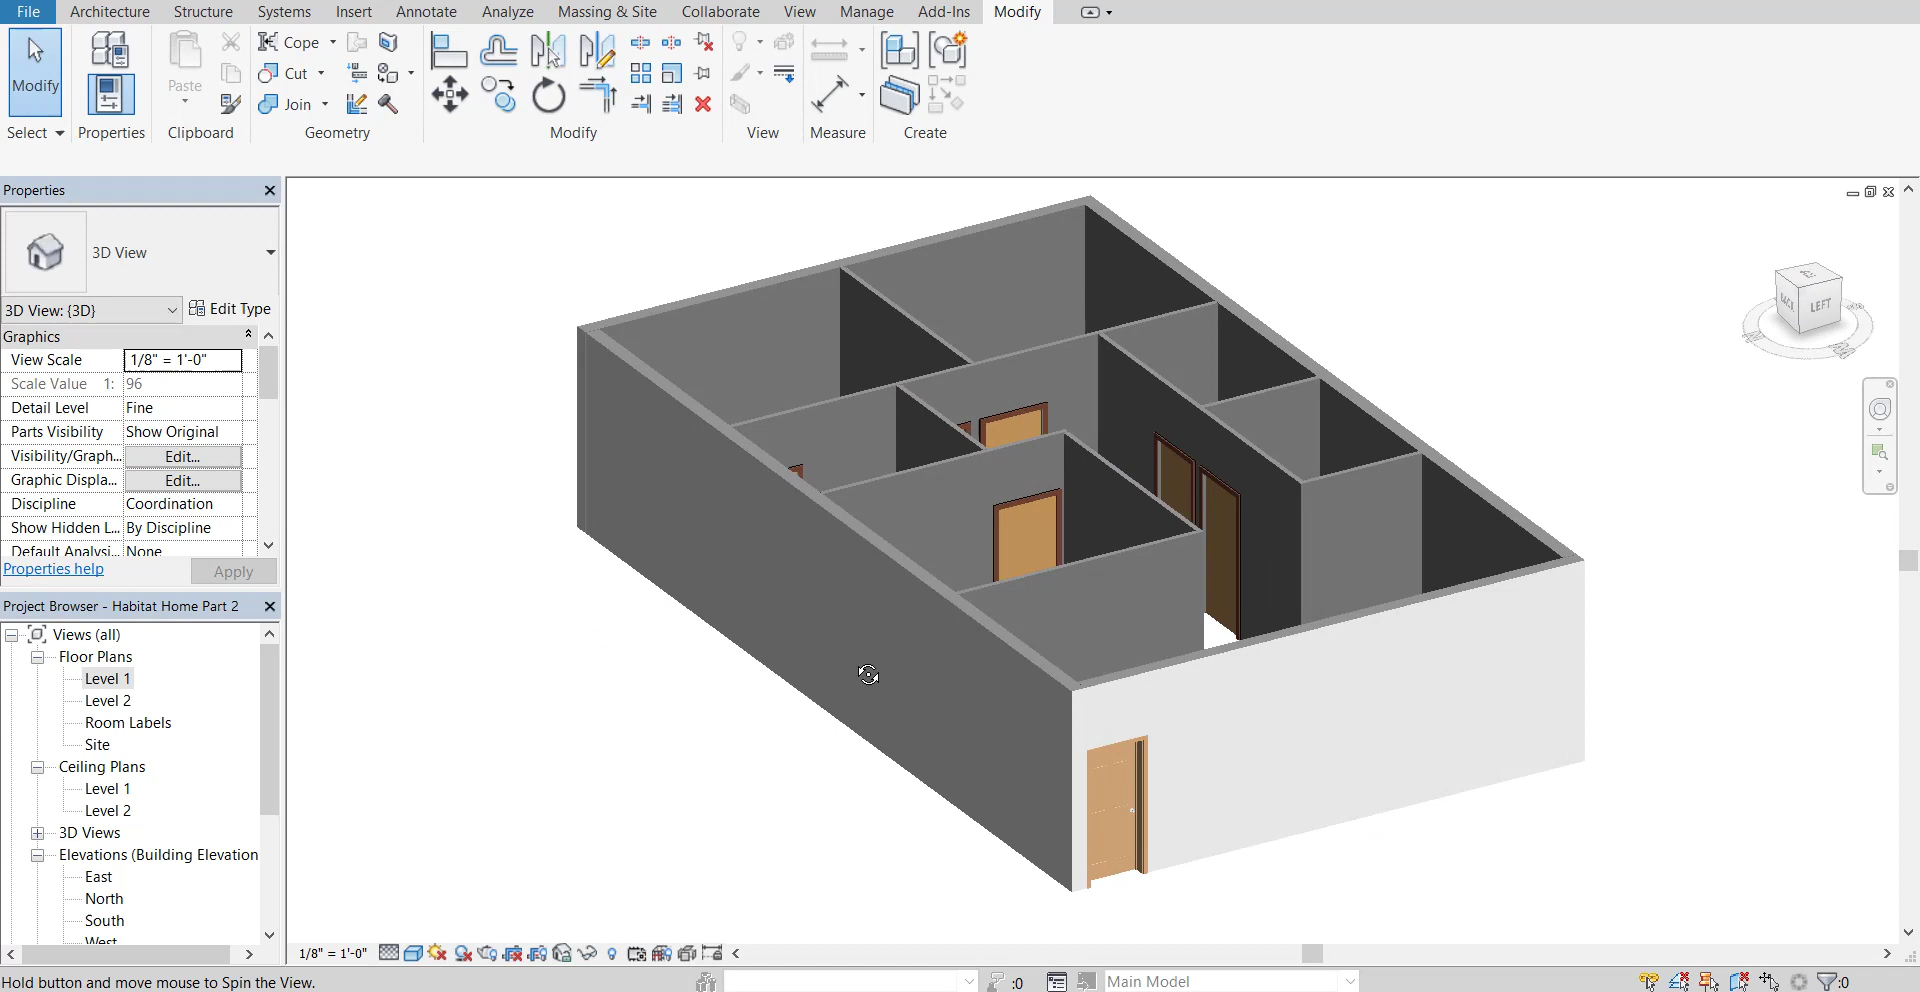 File Architecture Structure Systems Insert Annotate Analyze Massing & Site Collaborate View Manage Add-Ins Modify
Cope
Modify
Paste
Cut
Join
Select Properties Clipboard Geometry Modify View Measure Create
Properties
3D View
3D View: {3D} Edit Type
Graphics
View Scale 1/8" = 1'-0"
Scale Value 1: 96
Detail Level Fine
Parts Visibility Show Original
Visibility/Graph... Edit...
Graphic Displa... Edit...
Discipline Coordination
Show Hidden L... By Discipline
Default Analysi... None
Properties help Apply
Project Browser - Habitat Home Part 2
Views (all)
Floor Plans
Level 1
Level 2
Room Labels
Site
Ceiling Plans
Level 1
Level 2
3D Views
Elevations (Building Elevation
East
North
South
West
LEFT
1/8" = 1'-0"
Hold button and move mouse to Spin the View.
:0
Main Model
:0